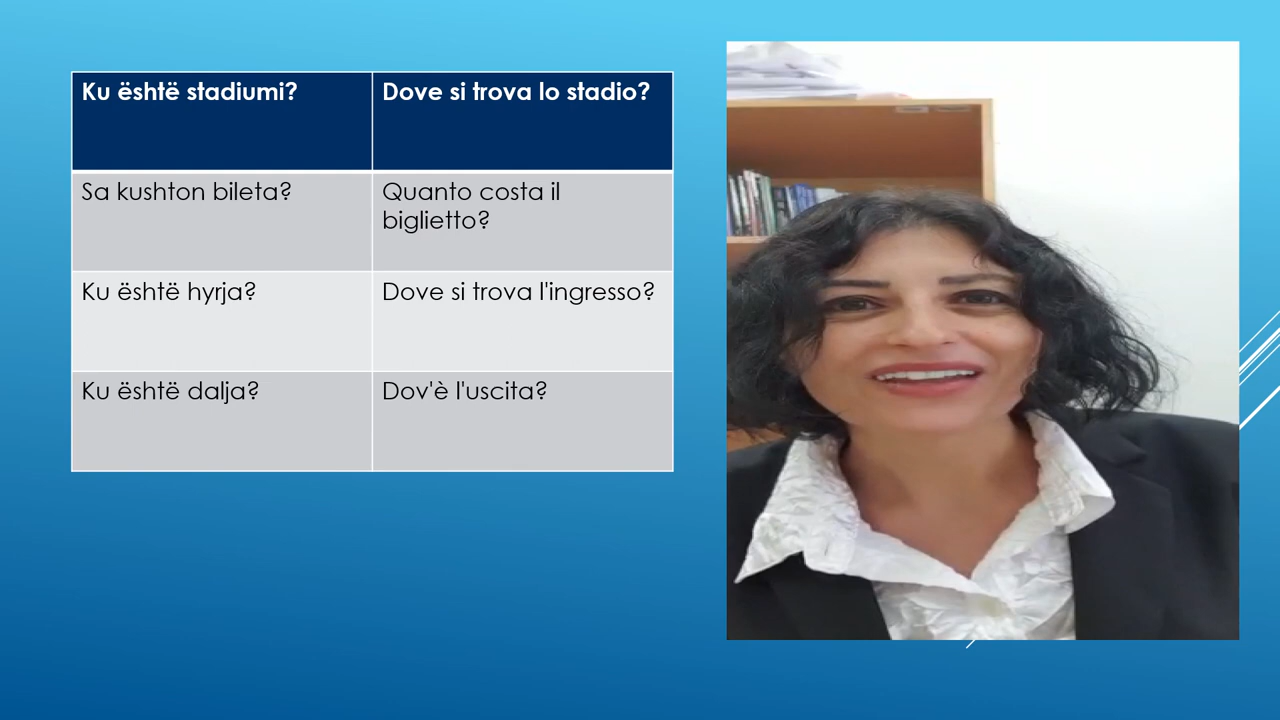 Ku është stadiumi?
Dove si trova lo stadio?
Sa kushton bileta?
Quanto costa il
biglietto?
Ku është hyrja?
Dove si trova l'ingresso?
Ku është dalja?
Dov'è l'uscita?